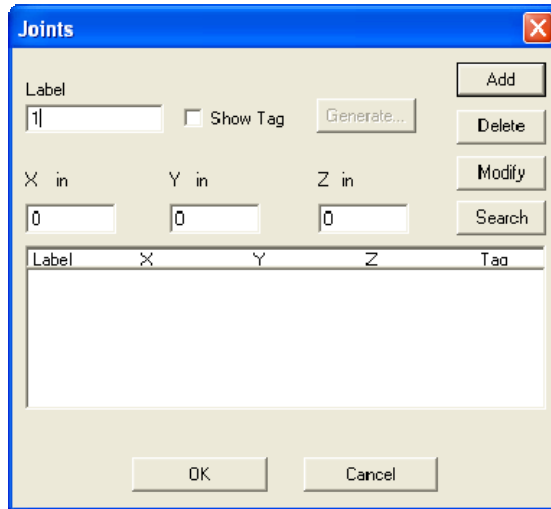 Joints
Add
Label
1
Show Tag
Generate...
Delete
X in
Y in
Z in
Modify
0
0
0
Search
Label X Y Z Tag
OK
Cancel